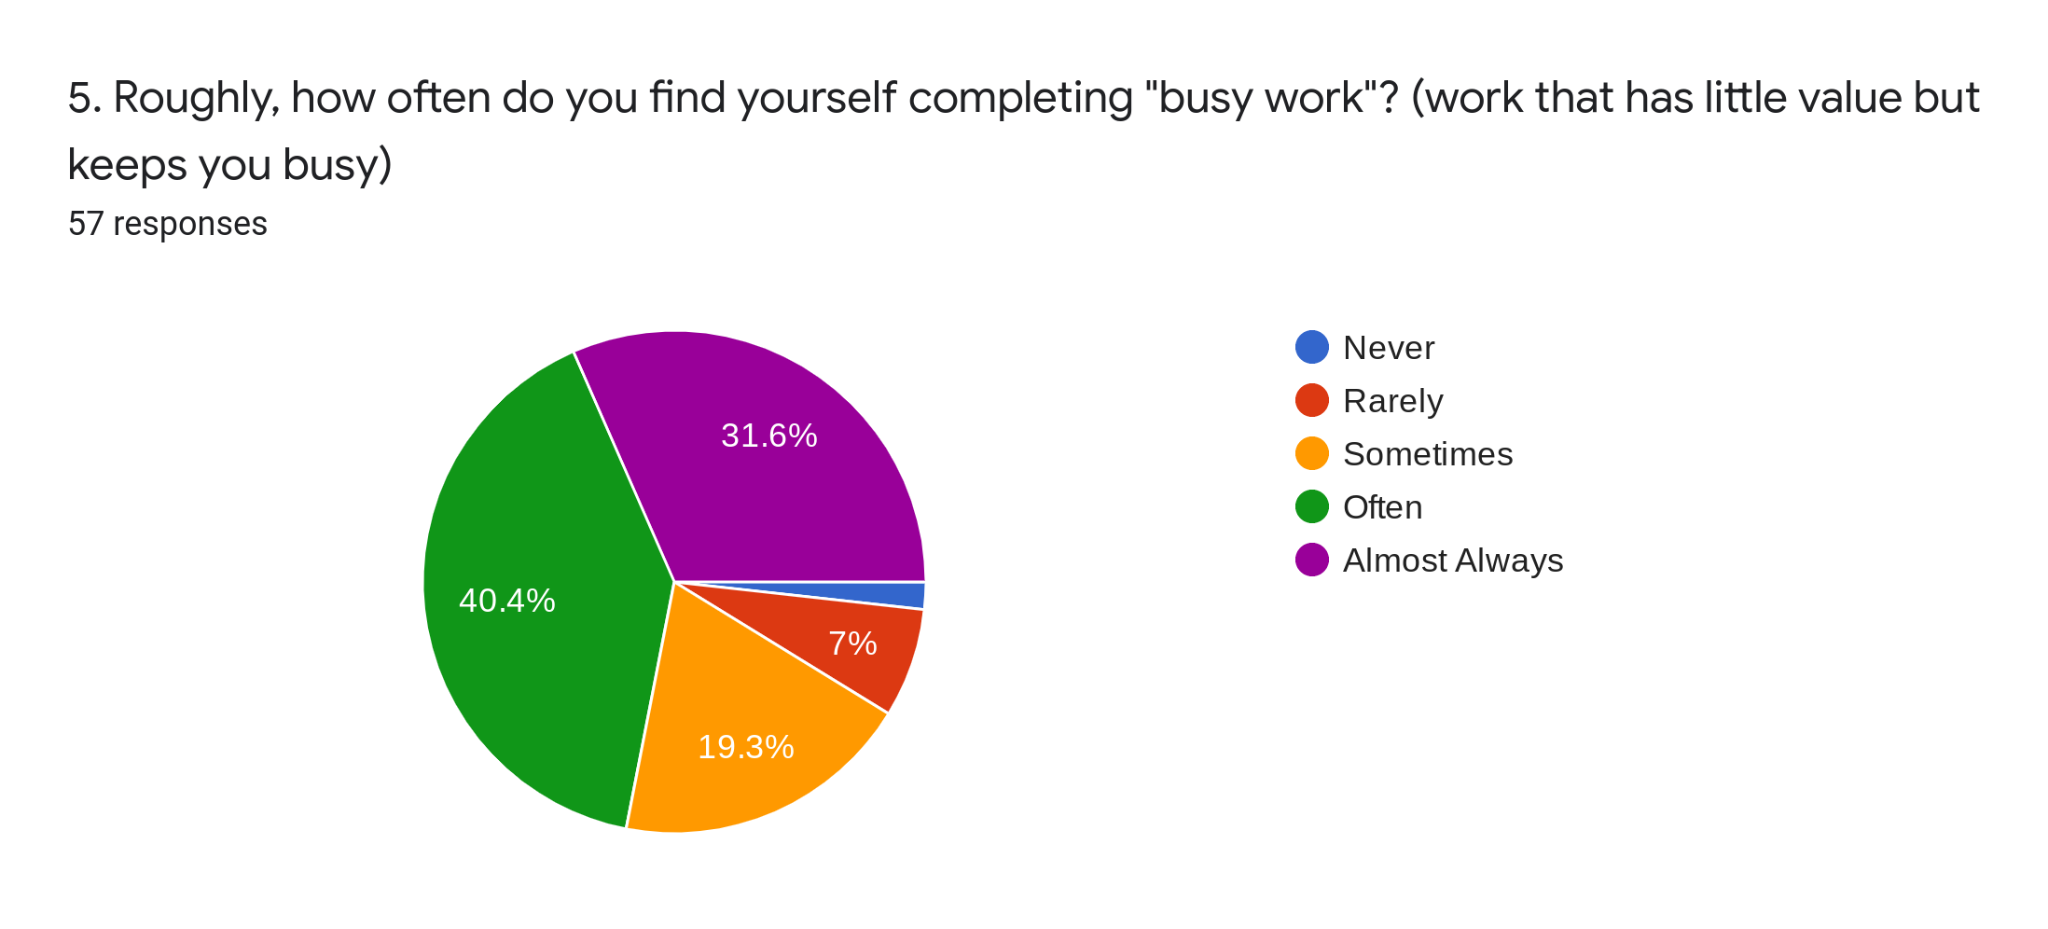 5. Roughly, how often do you find yourself completing "busy work"? (work that has little value but
keeps you busy)
57 responses
31.6%
40.4%
7%
19.3%
Never
Rarely
Sometimes
Often
Almost Always